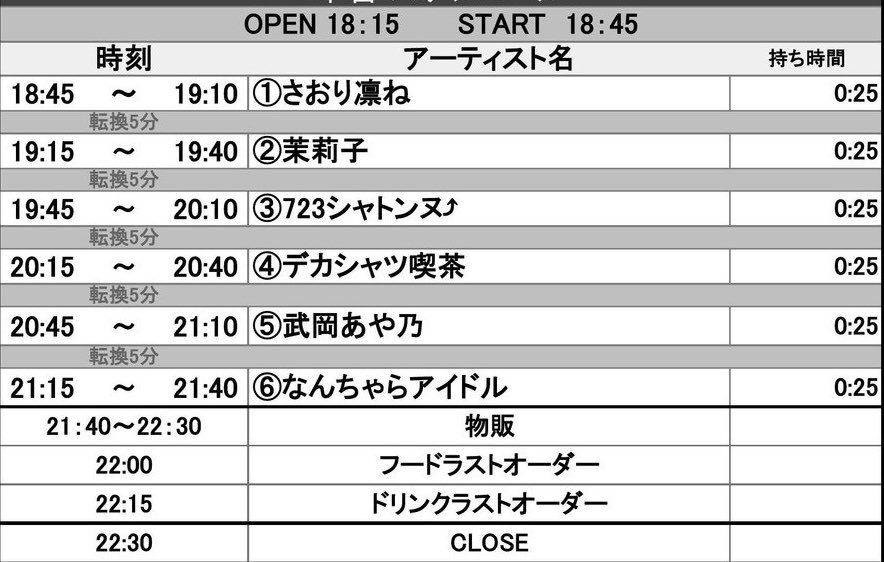 OPEN 18:15 START 18:45
時刻 アーティスト名 持ち時間
18:45 ~ 19:10 ①さおり凛ね 0:25
転換5分
19:15 ~ 19:40 ②茉莉子 0:25
転換5分
19:45 ~ 20:10 ③723シャトンヌ⤴ 0:25
転換5分
20:15 ~ 20:40 ④デカシャツ喫茶 0:25
転換5分
20:45 ~ 21:10 ⑤武岡あや乃 0:25
転換5分
21:15 ~ 21:40 ⑥なんちゃらアイドル 0:25
21:40~22:30 物販
22:00 フードラストオーダー
22:15 ドリンクラストオーダー
22:30 CLOSE